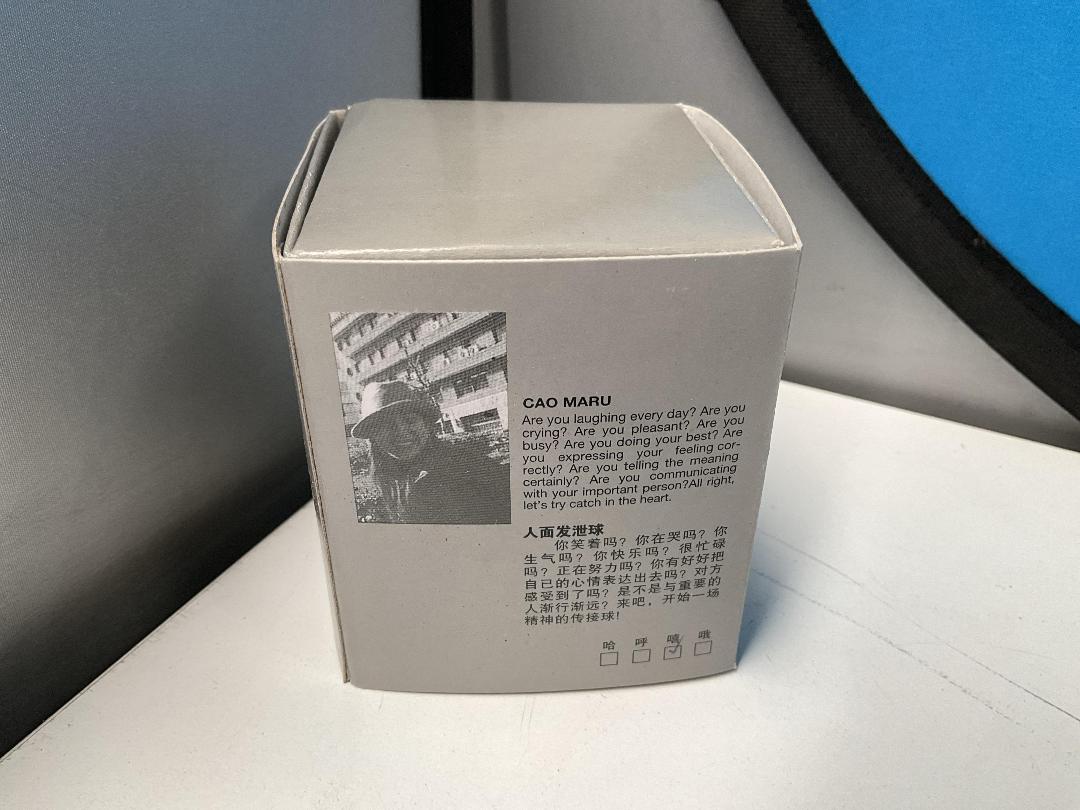 CAO MARU
Are you laughing every day? Are you
crying? Are you pleasant? Are you
busy? Are you doing your best? Are
you expressing your feeling cor-
rectly? Are you telling the meaning
certainly? Are you communicating
with your important person?All right,
let's try catch in the heart.
人面发泄球
你笑着吗？你在哭吗？你
生气吗？你快乐吗？很忙碌
吗？正在努力吗？你有好好把
自己的心情表达出去吗？对方
感受到了吗？是不是与重要的
人渐行渐远？来吧，开始一场
精神的传接球！
哈 呼 嘻 哦